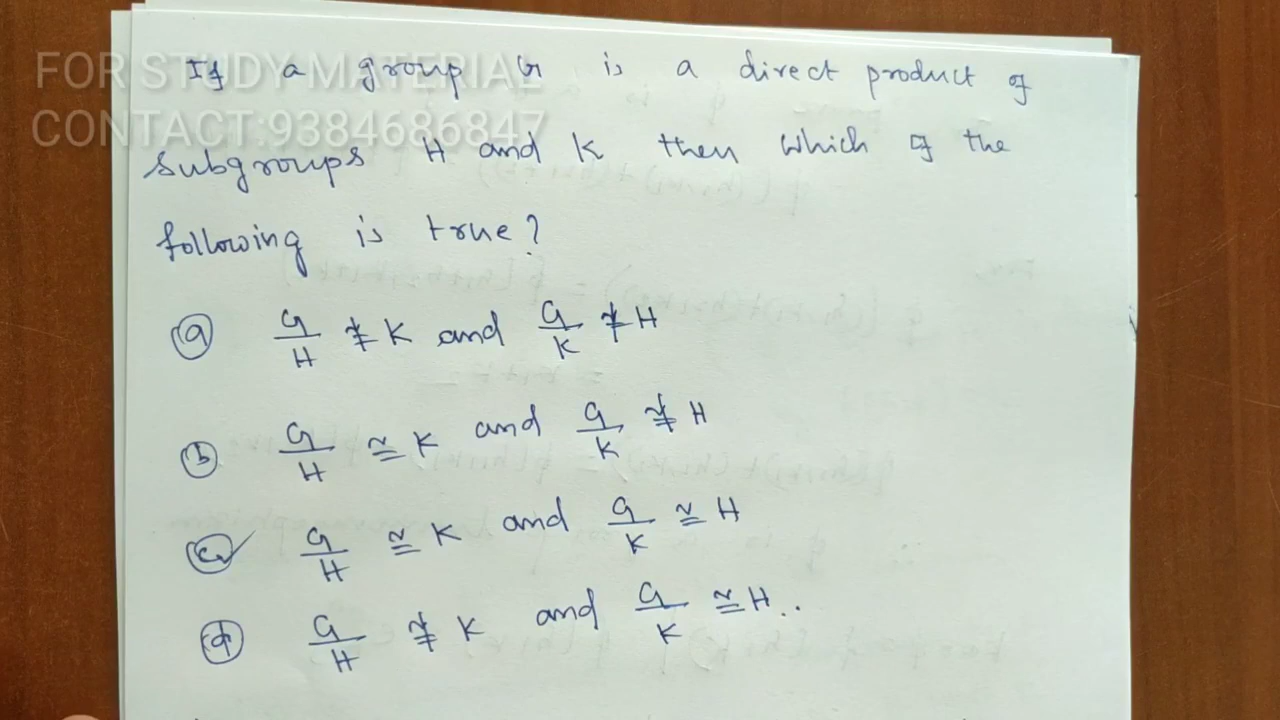 FOR STUDY MATERIAL
CONTACT:9384686847
If a group G is a direct product of
subgroups H and K then which of the
following is true?
(a) G/H ≇ K and G/K ≇ H
(b) G/H ≅ K and G/K ≇ H
(c) ✓ G/H ≅ K and G/K ≅ H
(d) G/H ≇ K and G/K ≅ H..